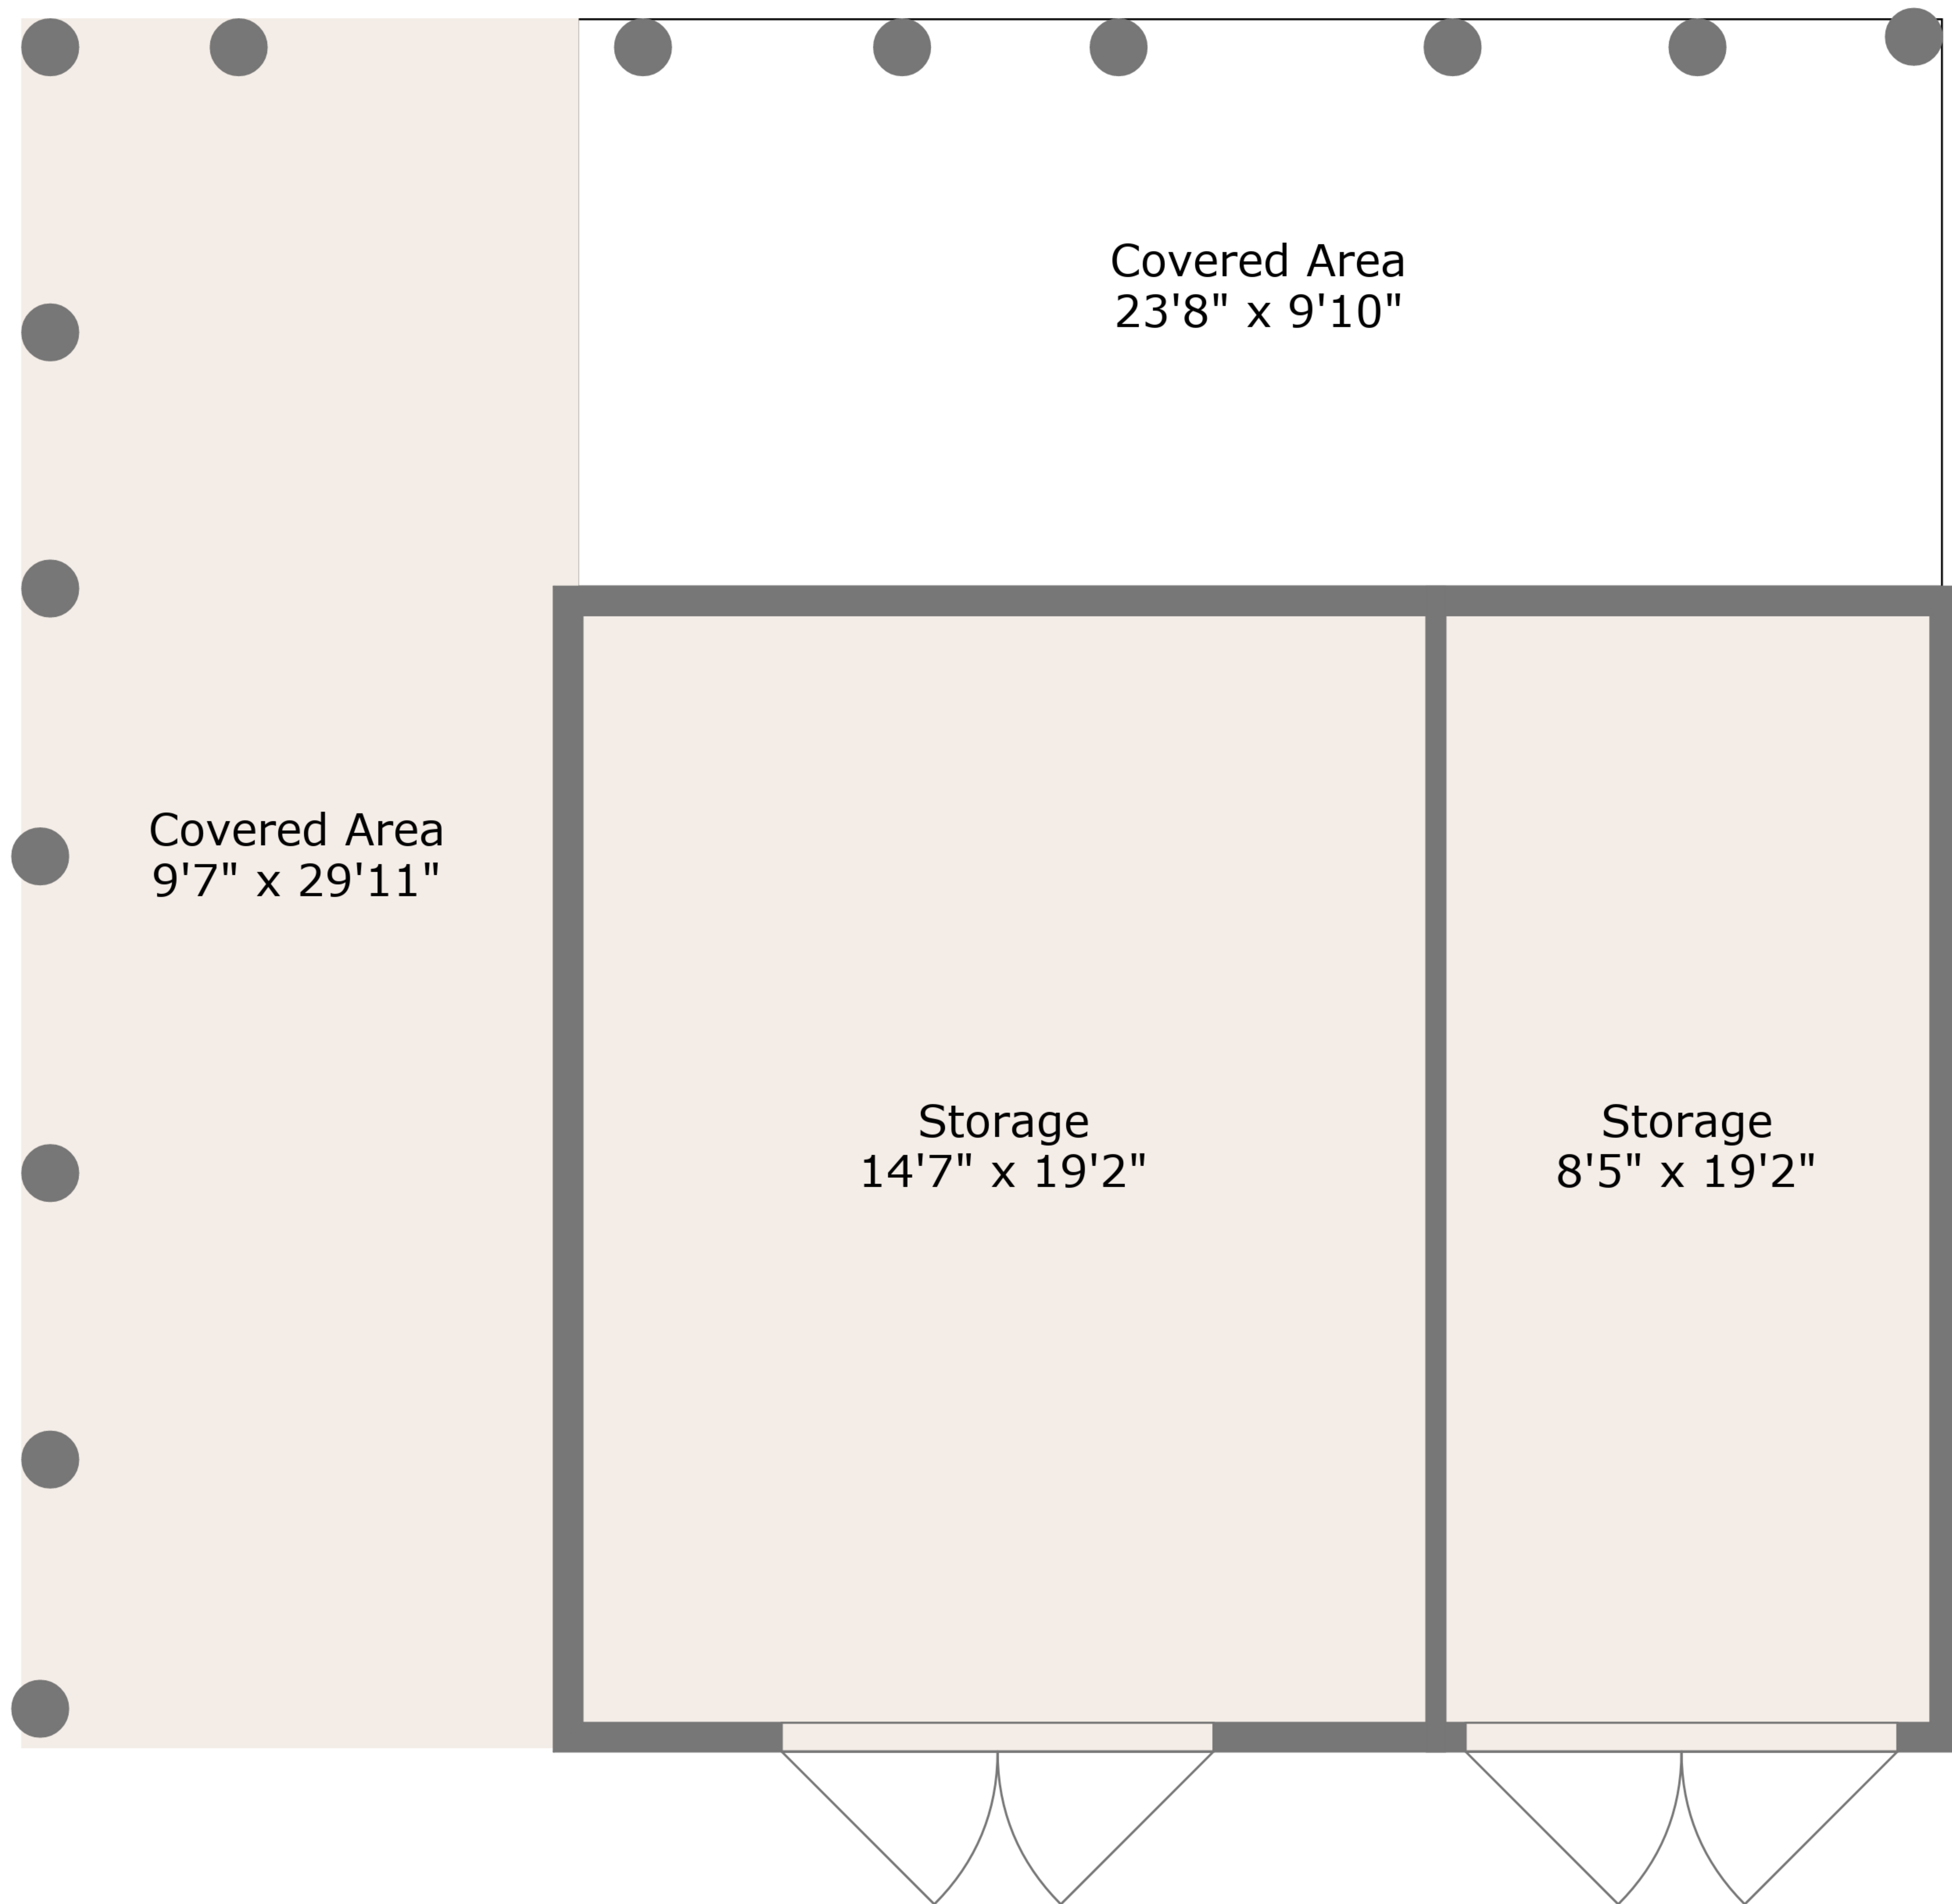 Covered Area
23'8" x 9'10"
Covered Area
9'7" x 29'11"
Storage
14'7" x 19'2"
Storage
8'5" x 19'2"